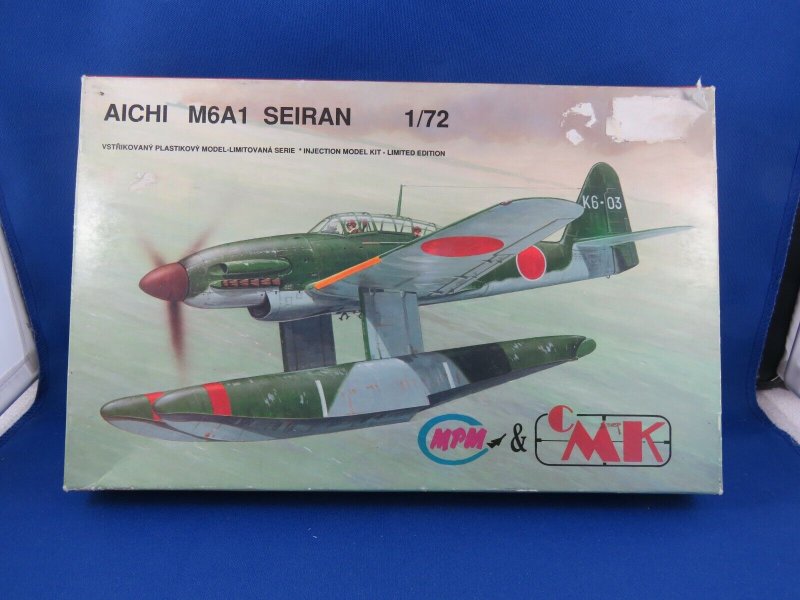 AICHI M6A1 SEIRAN 1/72
VSTŘIKOVANÝ PLASTIKOVÝ MODEL-LIMITOVANÁ SERIE * INJECTION MODEL KIT - LIMITED EDITION
K6-03
MPM & CMK